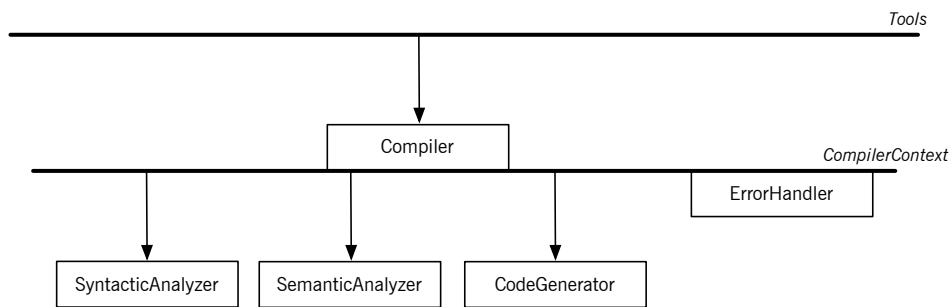 Tools
Compiler
CompilerContext
ErrorHandler
SyntacticAnalyzer
SemanticAnalyzer
CodeGenerator